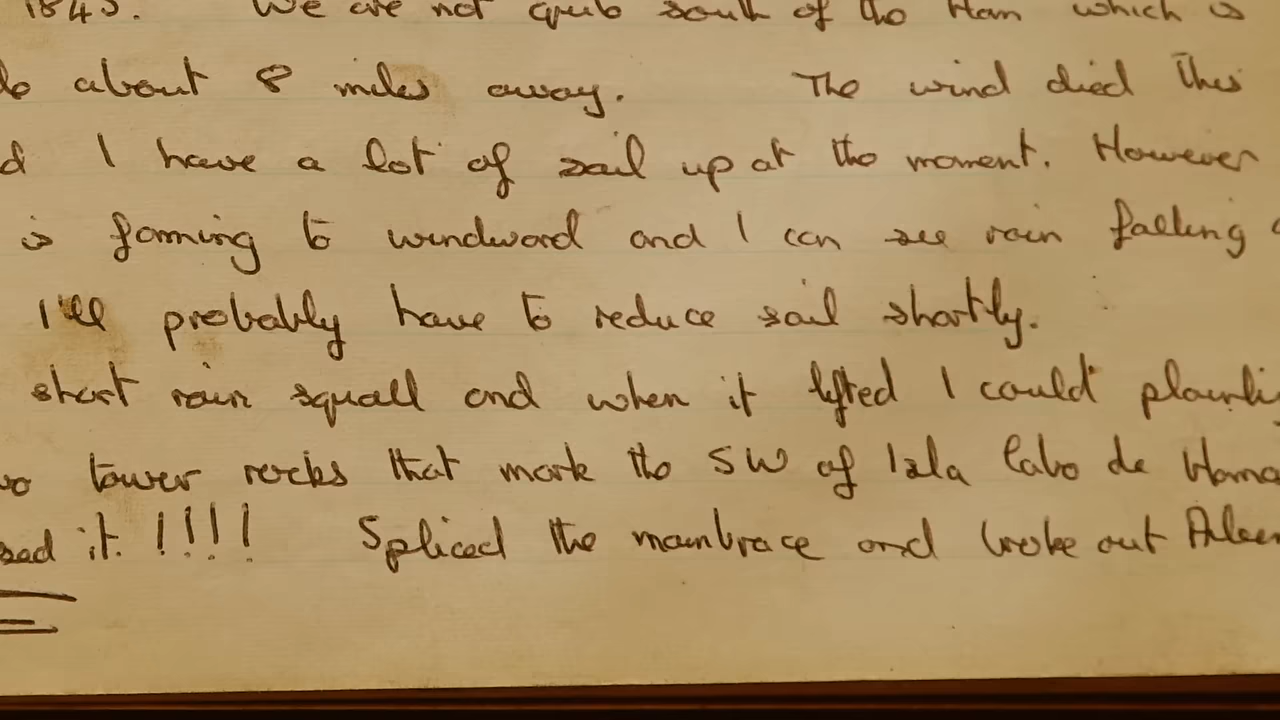 1845. We are not quite south of the Horn which is
about 8 miles away. The wind died this
d I have a lot of sail up at the moment. However
is forming to windward and I can see rain falling
I'll probably have to reduce sail shortly.
short rain squall and when it lifted I could plainl
wo tower rocks that mark the SW of Isla Cabo de Horno
it. !!!! Spliced the mainbrace and broke out